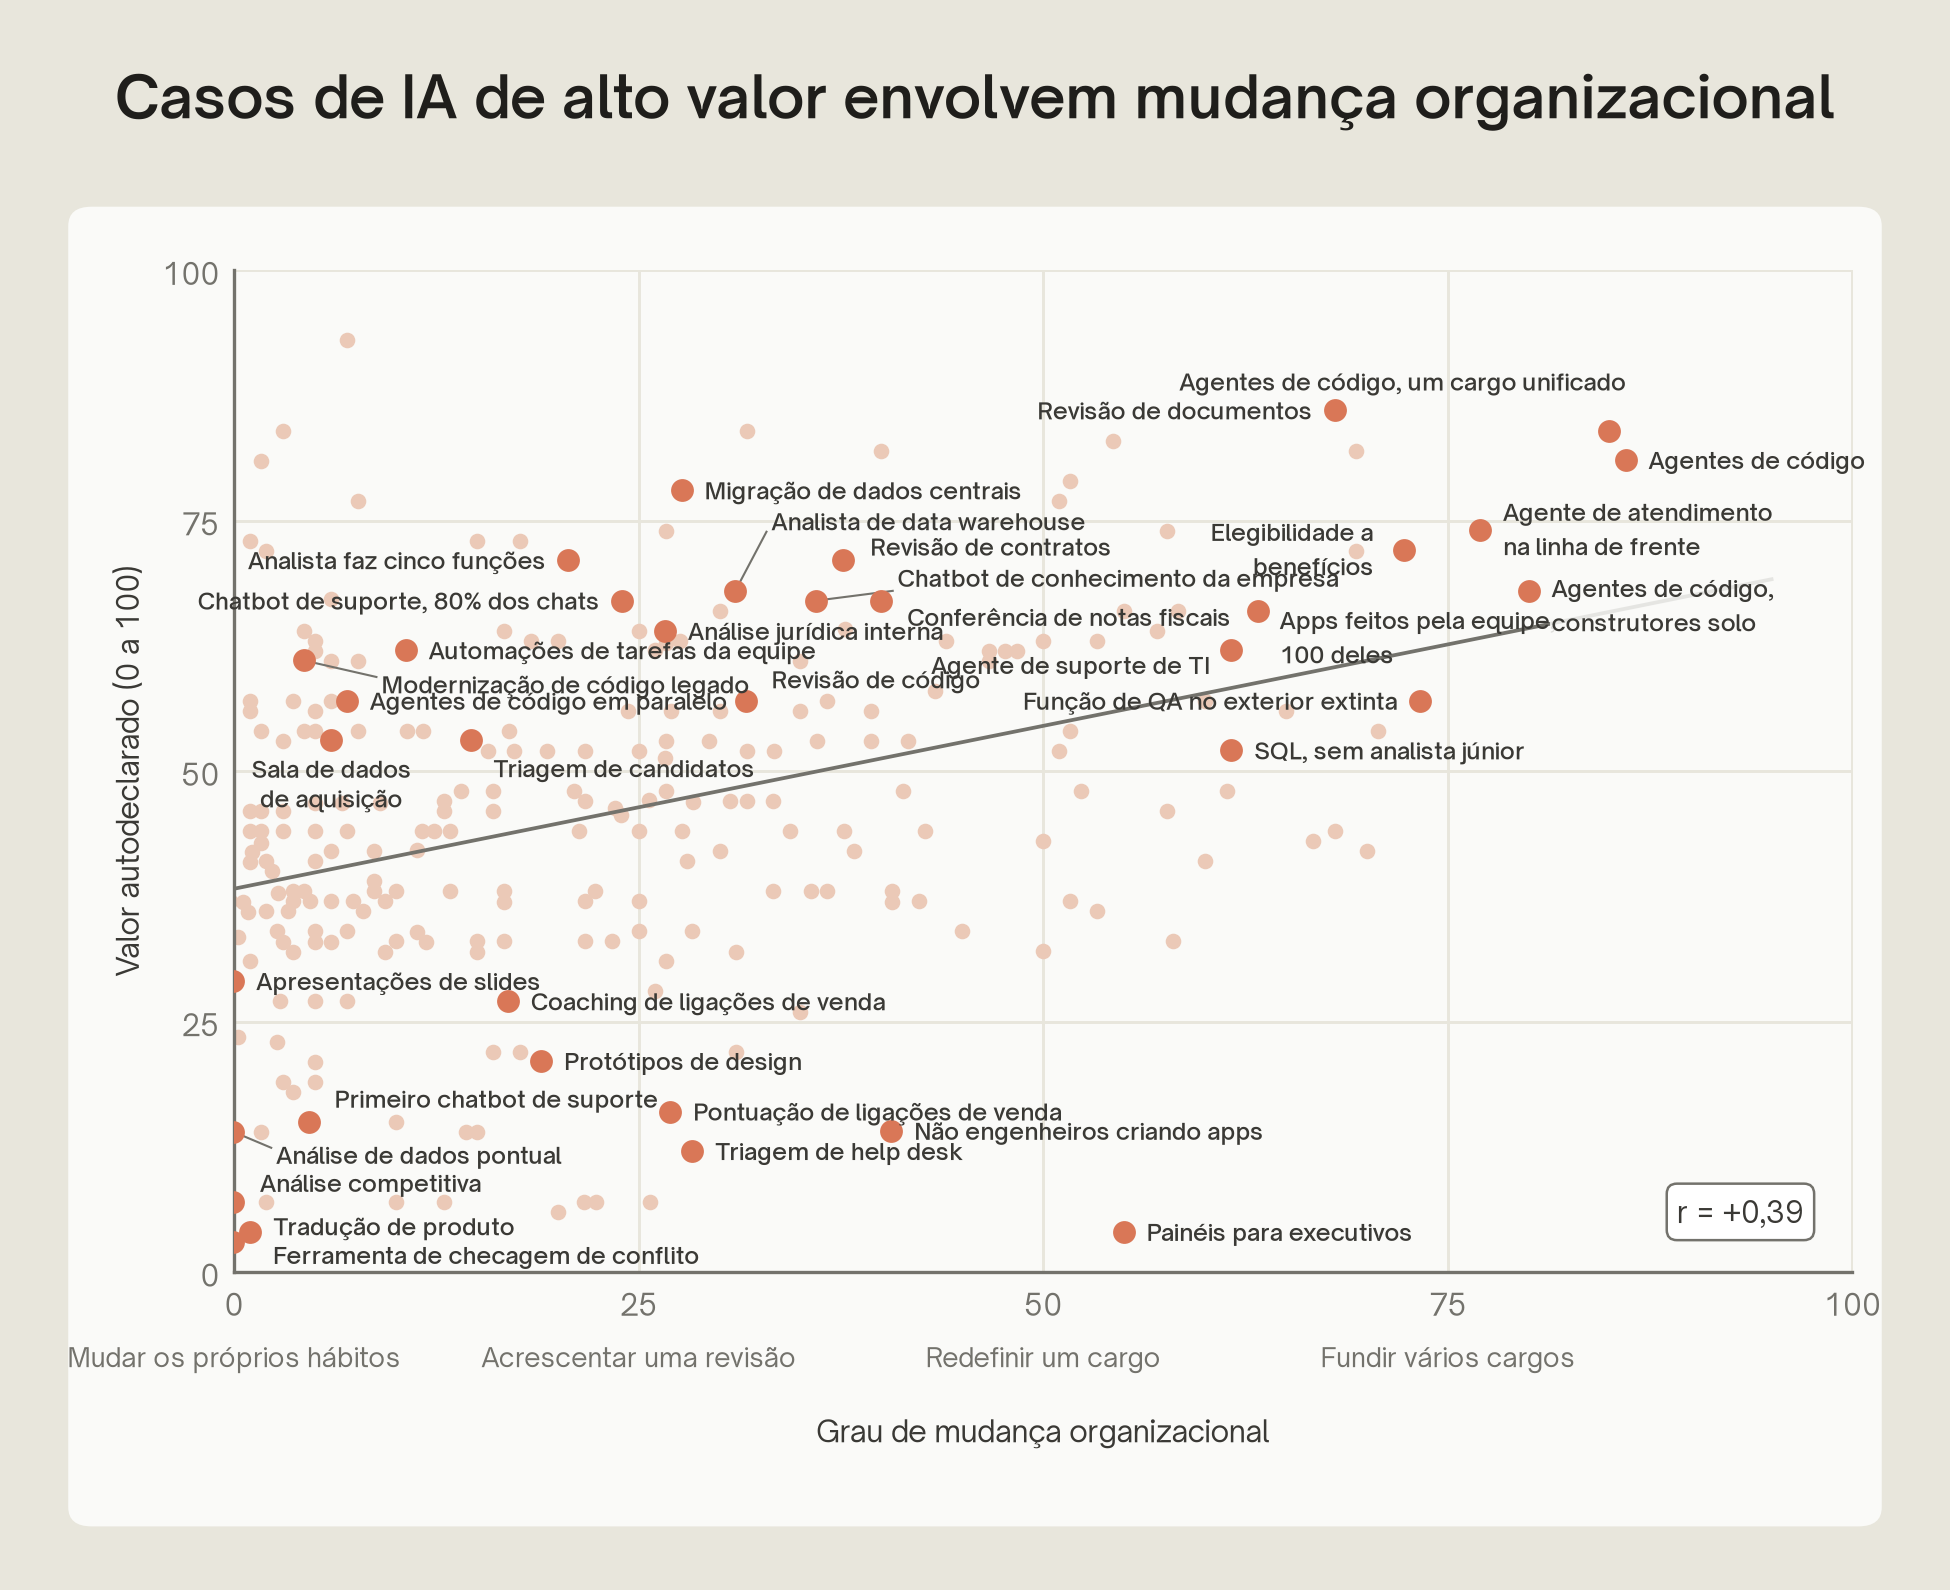 Casos de IA de alto valor envolvem mudança organizacional
100
75
50
25
0
Valor autodeclarado (0 a 100)
Agentes de código, um cargo unificado
Revisão de documentos
Agentes de código
Migração de dados centrais
Analista de data warehouse
Agente de atendimento
na linha de frente
Elegibilidade a
benefícios
Revisão de contratos
Analista faz cinco funções
Chatbot de conhecimento da empresa
Agentes de código,
construtores solo
Chatbot de suporte, 80% dos chats
Conferência de notas fiscais
Apps feitos pela equipe,
100 deles
Análise jurídica interna
Automações de tarefas da equipe
Agente de suporte de TI
Modernização de código legado
Revisão de código
Agentes de código em paralelo
Função de QA no exterior extinta
SQL, sem analista júnior
Sala de dados
de aquisição
Triagem de candidatos
Apresentações de slides
Coaching de ligações de venda
Protótipos de design
Primeiro chatbot de suporte
Pontuação de ligações de venda
Não engenheiros criando apps
Triagem de help desk
Análise de dados pontual
Análise competitiva
Tradução de produto
Ferramenta de checagem de conflito
Painéis para executivos
r = +0,39
0
25
50
75
100
Mudar os próprios hábitos
Acrescentar uma revisão
Redefinir um cargo
Fundir vários cargos
Grau de mudança organizacional